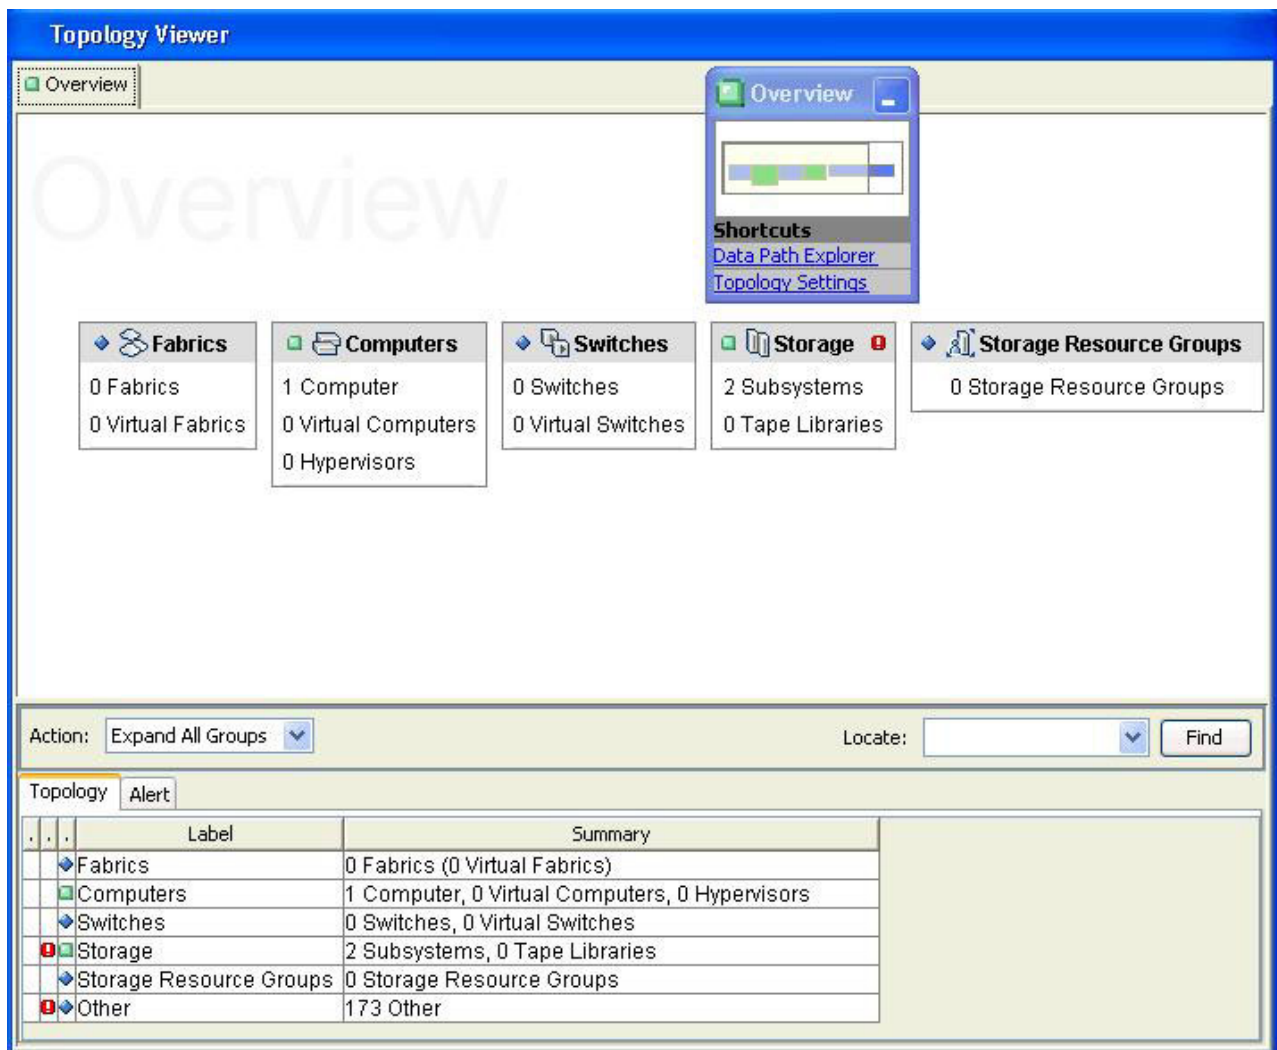 Topology Viewer
Overview
Overview
Overview
Shortcuts
Data Path Explorer
Topology Settings
Fabrics
0 Fabrics
0 Virtual Fabrics
Computers
1 Computer
0 Virtual Computers
0 Hypervisors
Switches
0 Switches
0 Virtual Switches
Storage
2 Subsystems
0 Tape Libraries
Storage Resource Groups
0 Storage Resource Groups
Action: Expand All Groups Locate: Find
Topology Alert
. . . Label Summary
Fabrics 0 Fabrics (0 Virtual Fabrics)
Computers 1 Computer, 0 Virtual Computers, 0 Hypervisors
Switches 0 Switches, 0 Virtual Switches
Storage 2 Subsystems, 0 Tape Libraries
Storage Resource Groups 0 Storage Resource Groups
Other 173 Other